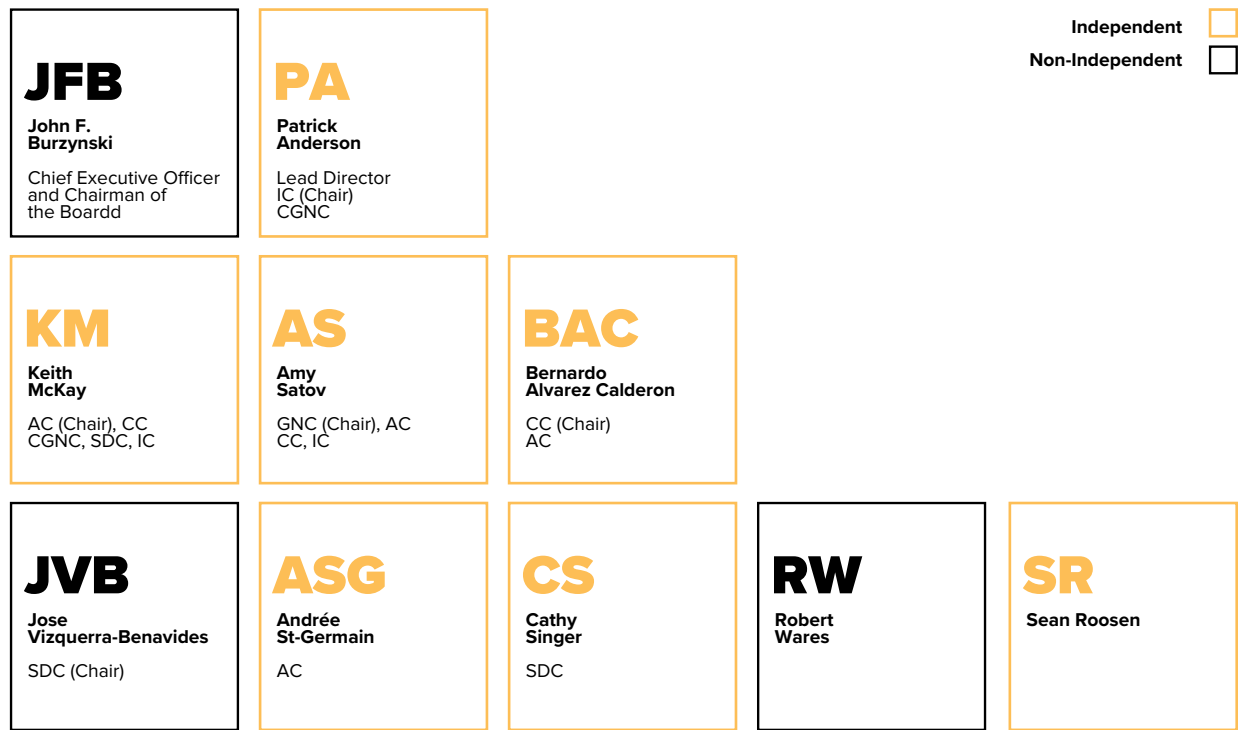 Independent
Non-Independent
JFB
John F.
Burzynski
Chief Executive Officer
and Chairman of
the Boardd
PA
Patrick
Anderson
Lead Director
IC (Chair)
CGNC
KM
Keith
McKay
AC (Chair), CC
CGNC, SDC, IC
AS
Amy
Satov
GNC (Chair), AC
CC, IC
BAC
Bernardo
Alvarez Calderon
CC (Chair)
AC
JVB
Jose
Vizquerra-Benavides
SDC (Chair)
ASG
Andrée
St-Germain
AC
CS
Cathy
Singer
SDC
RW
Robert
Wares
SR
Sean Roosen